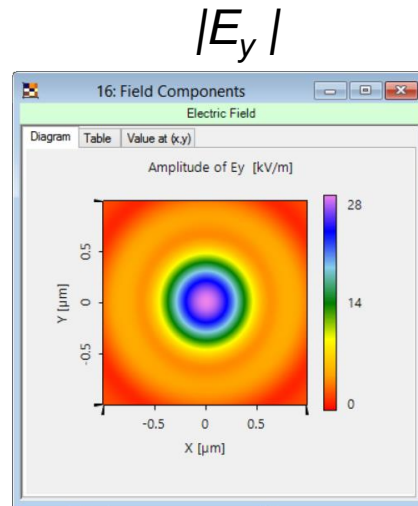 |Ey|
16: Field Components
Electric Field
Diagram Table Value at (x,y)
Amplitude of Ey [kV/m]
28
14
0
0.5
0
-0.5
Y [µm]
-0.5 0 0.5
X [µm]